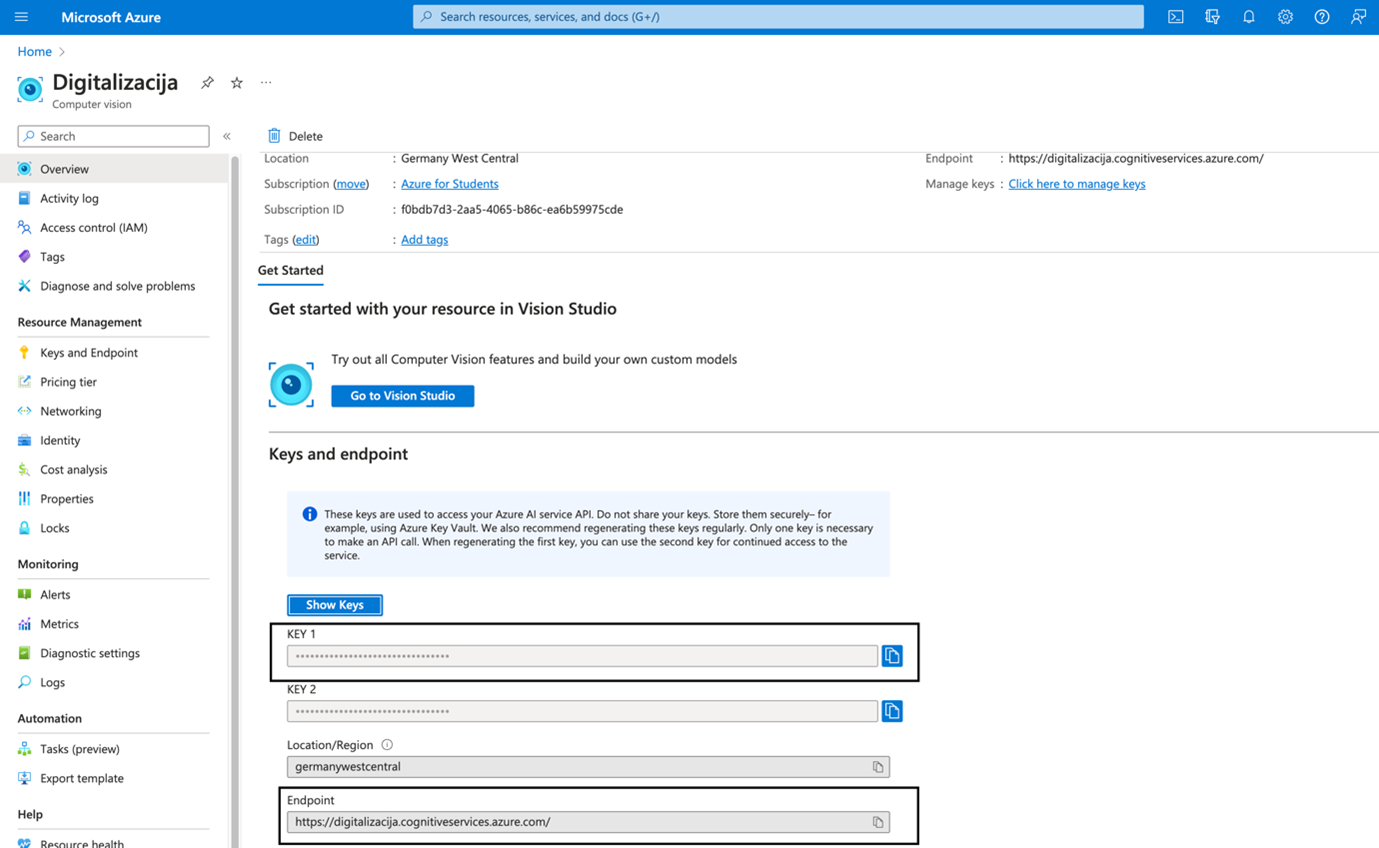 Microsoft Azure
Search resources, services, and docs (G+/)
Home
Digitalizacija
Computer vision
Search
Overview
Activity log
Access control (IAM)
Tags
Diagnose and solve problems
Resource Management
Keys and Endpoint
Pricing tier
Networking
Identity
Cost analysis
Properties
Locks
Monitoring
Alerts
Metrics
Diagnostic settings
Logs
Automation
Tasks (preview)
Export template
Help
Resource health
Delete
Location : Germany West Central
Subscription (move) : Azure for Students
Subscription ID : f0bdb7d3-2aa5-4065-b86c-ea6b59975cde
Tags (edit) : Add tags
Endpoint : https://digitalizacija.cognitiveservices.azure.com/
Manage keys : Click here to manage keys
Get Started
Get started with your resource in Vision Studio
Try out all Computer Vision features and build your own custom models
Go to Vision Studio
Keys and endpoint
These keys are used to access your Azure AI service API. Do not share your keys. Store them securely– for
example, using Azure Key Vault. We also recommend regenerating these keys regularly. Only one key is necessary
to make an API call. When regenerating the first key, you can use the second key for continued access to the
service.
Show Keys
KEY 1
KEY 2
Location/Region
germanywestcentral
Endpoint
https://digitalizacija.cognitiveservices.azure.com/